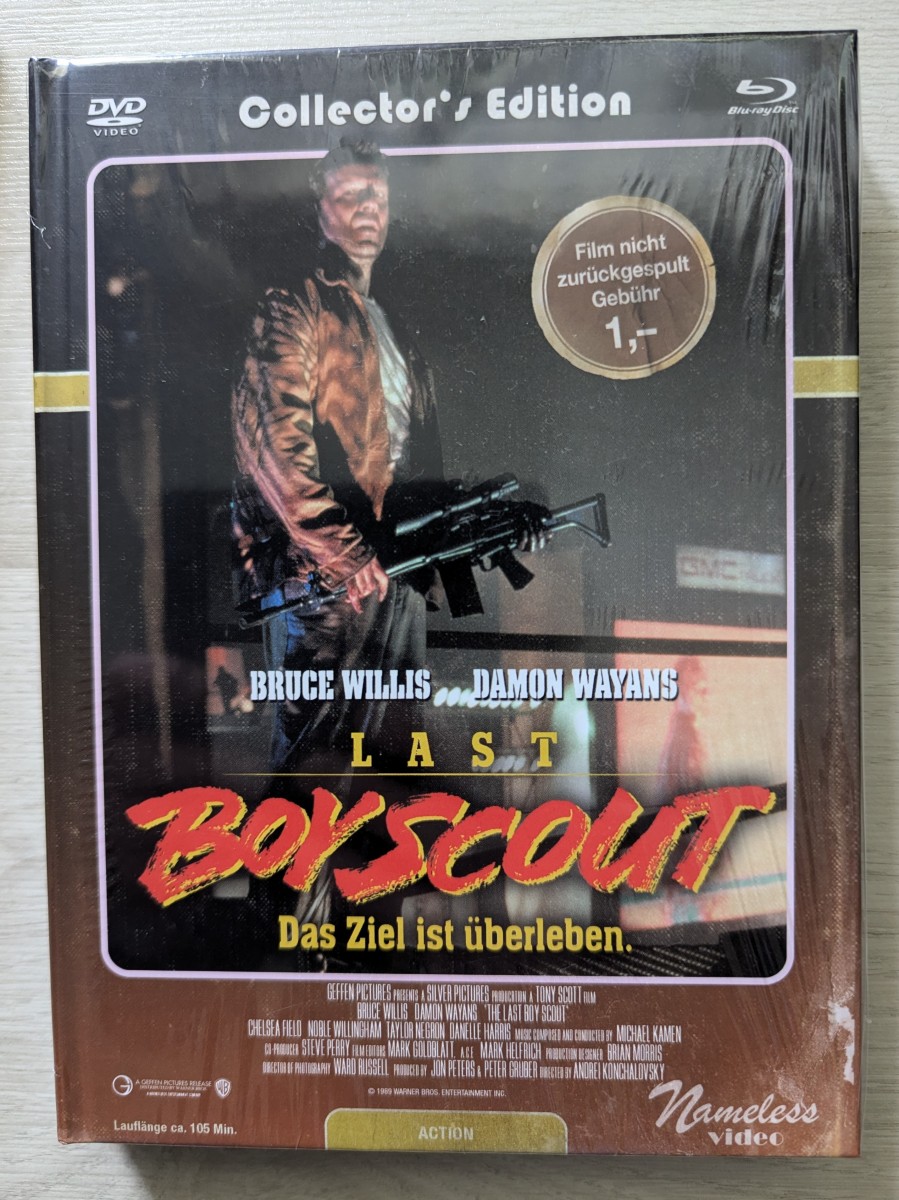 DVD
VIDEO
Collector's Edition
Blu-ray Disc
Film nicht
zurückgespult
Gebühr
1,-
GMC
BRUCE WILLIS DAMON WAYANS
LAST
BOY SCOUT
Das Ziel ist überleben.
GEFFEN PICTURES PRESENTS A SILVER PICTURES PRODUCTION A TONY SCOTT FILM
BRUCE WILLIS DAMON WAYANS "THE LAST BOY SCOUT"
CHELSEA FIELD NOBLE WILLINGHAM TAYLOR NEGRON DANELLE HARRIS MUSIC COMPOSED AND CONDUCTED BY MICHAEL KAMEN
CO-PRODUCER STEVE PERRY FILM EDITORS MARK GOLDBLATT A.C.E. MARK HELFRICH PRODUCTION DESIGNER BRIAN MORRIS
DIRECTOR OF PHOTOGRAPHY WARD RUSSELL PRODUCED BY JON PETERS & PETER GRUBER DIRECTED BY ANDREI KONCHALOVSKY
G A GEFFEN PICTURES RELEASE
WB
© 1989 WARNER BROS. ENTERTAINMENT INC.
Lauflänge ca. 105 Min.
ACTION
Nameless
video